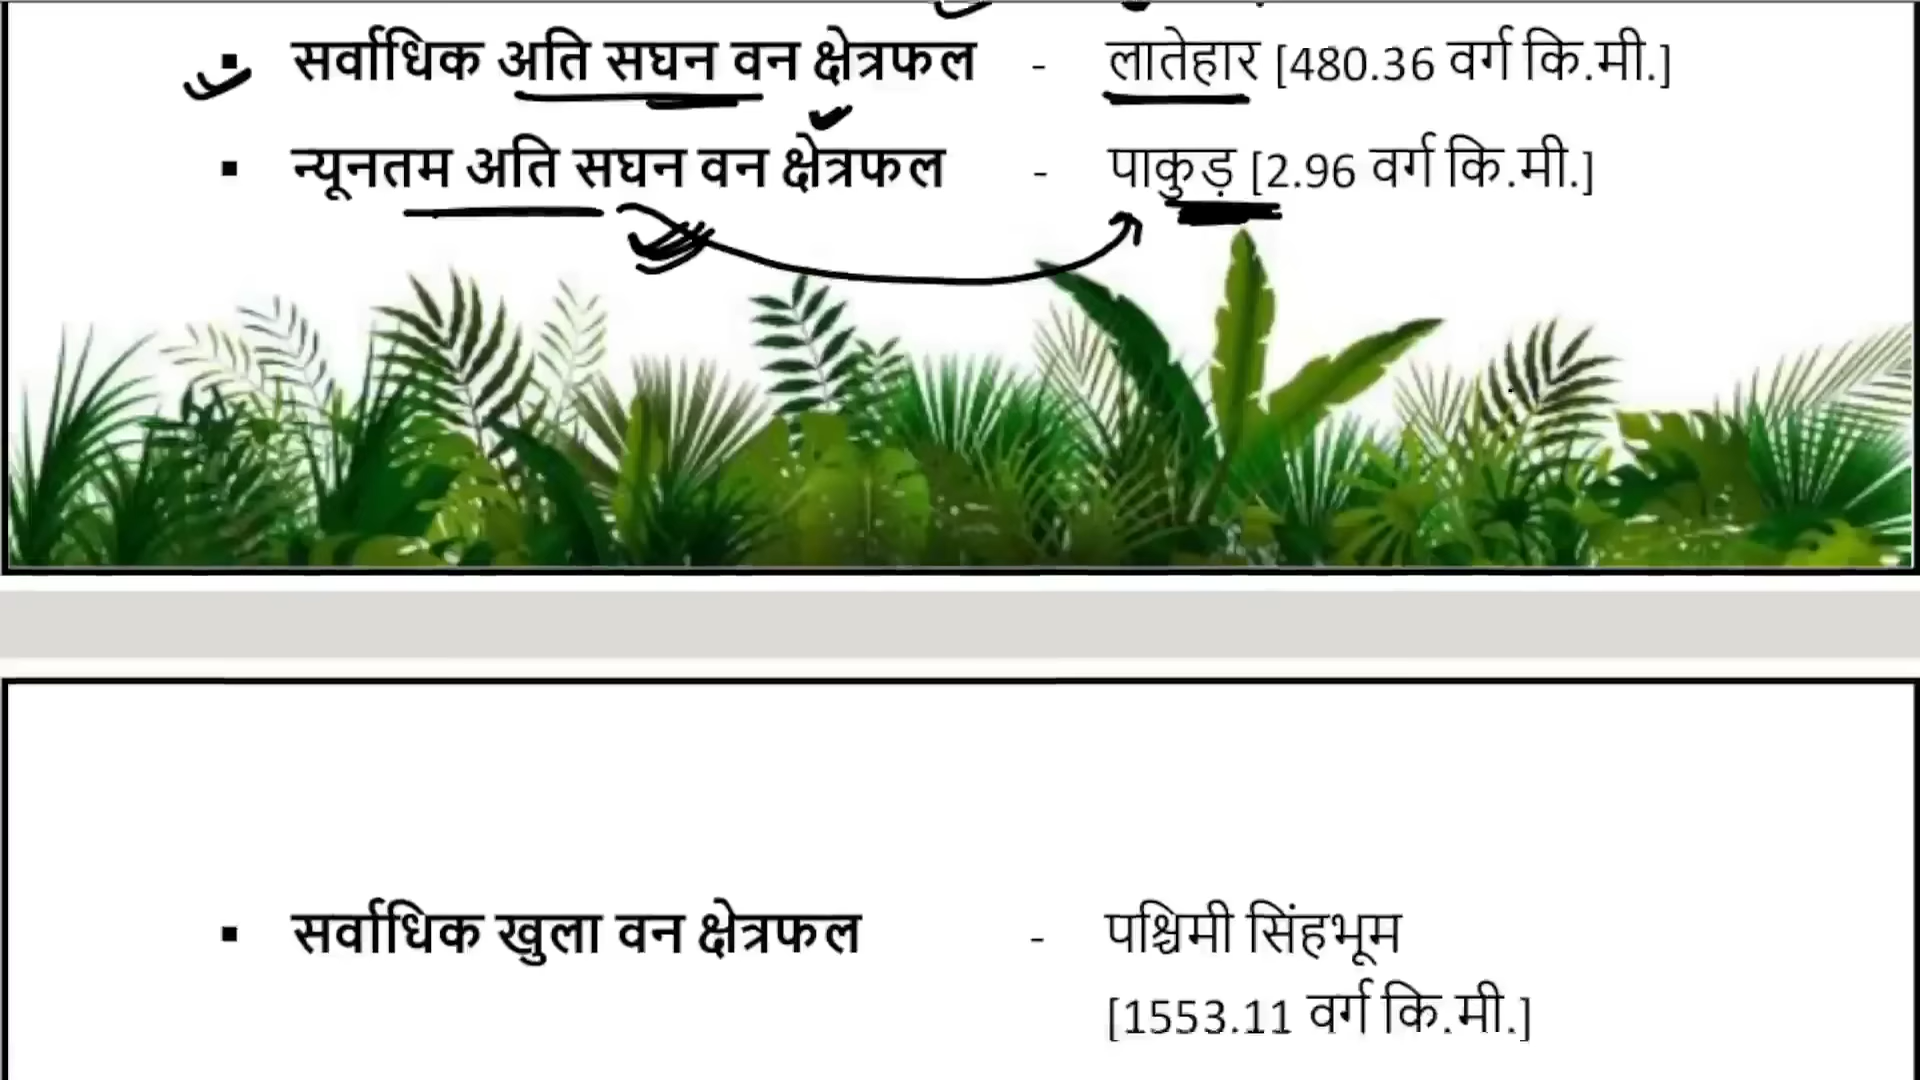 ▪ सर्वाधिक अति सघन वन क्षेत्रफल - लातेहार [480.36 वर्ग कि.मी.]
▪ न्यूनतम अति सघन वन क्षेत्रफल - पाकुड़ [2.96 वर्ग कि.मी.]
▪ सर्वाधिक खुला वन क्षेत्रफल - पश्चिमी सिंहभूम
[1553.11 वर्ग कि.मी.]